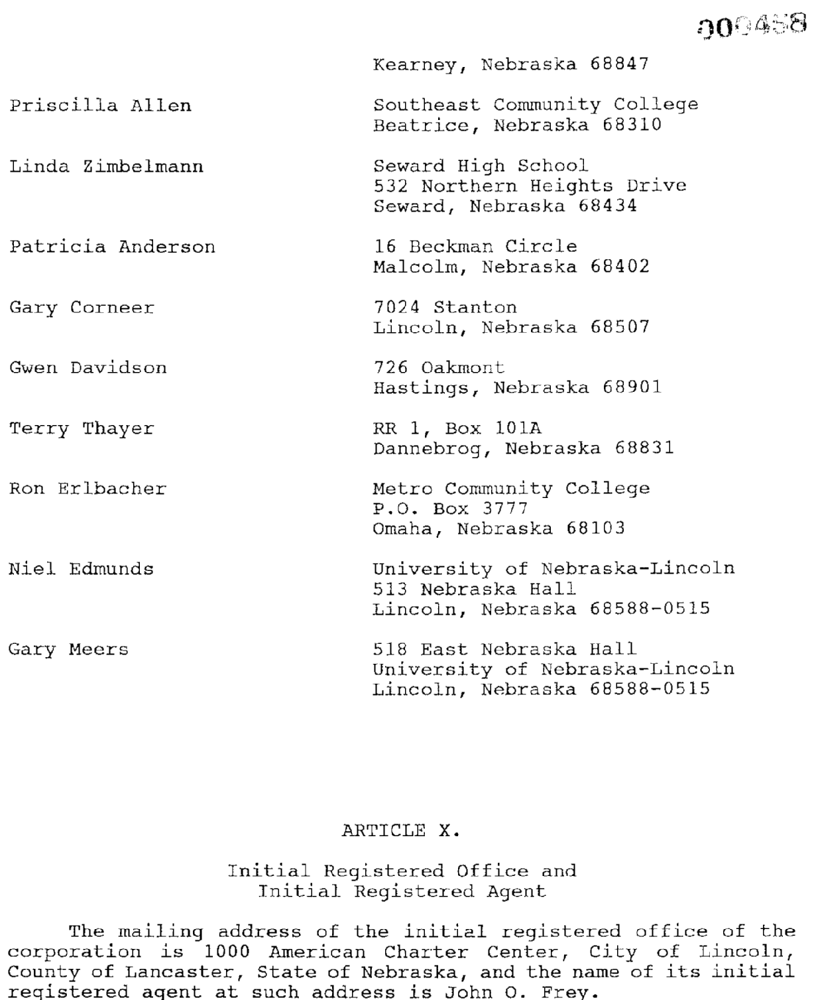 000458
Kearney, Nebraska 68847
Priscilla Allen Southeast Community College
Beatrice, Nebraska 68310
Linda Zimbelmann Seward High School
532 Northern Heights Drive
Seward, Nebraska 68434
Patricia Anderson 16 Beckman Circle
Malcolm, Nebraska 68402
Gary Corneer 7024 Stanton
Lincoln, Nebraska 68507
Gwen Davidson 726 Oakmont
Hastings, Nebraska 68901
Terry Thayer RR 1, Box 101A
Dannebrog, Nebraska 68831
Ron Erlbacher Metro Community College
P.O. Box 3777
Omaha, Nebraska 68103
Niel Edmunds University of Nebraska-Lincoln
513 Nebraska Hall
Lincoln, Nebraska 68588-0515
Gary Meers 518 East Nebraska Hall
University of Nebraska-Lincoln
Lincoln, Nebraska 68588-0515
ARTICLE X.
Initial Registered Office and
Initial Registered Agent
The mailing address of the initial registered office of the
corporation is 1000 American Charter Center, City of Lincoln,
County of Lancaster, State of Nebraska, and the name of its initial
registered agent at such address is John O. Frey.